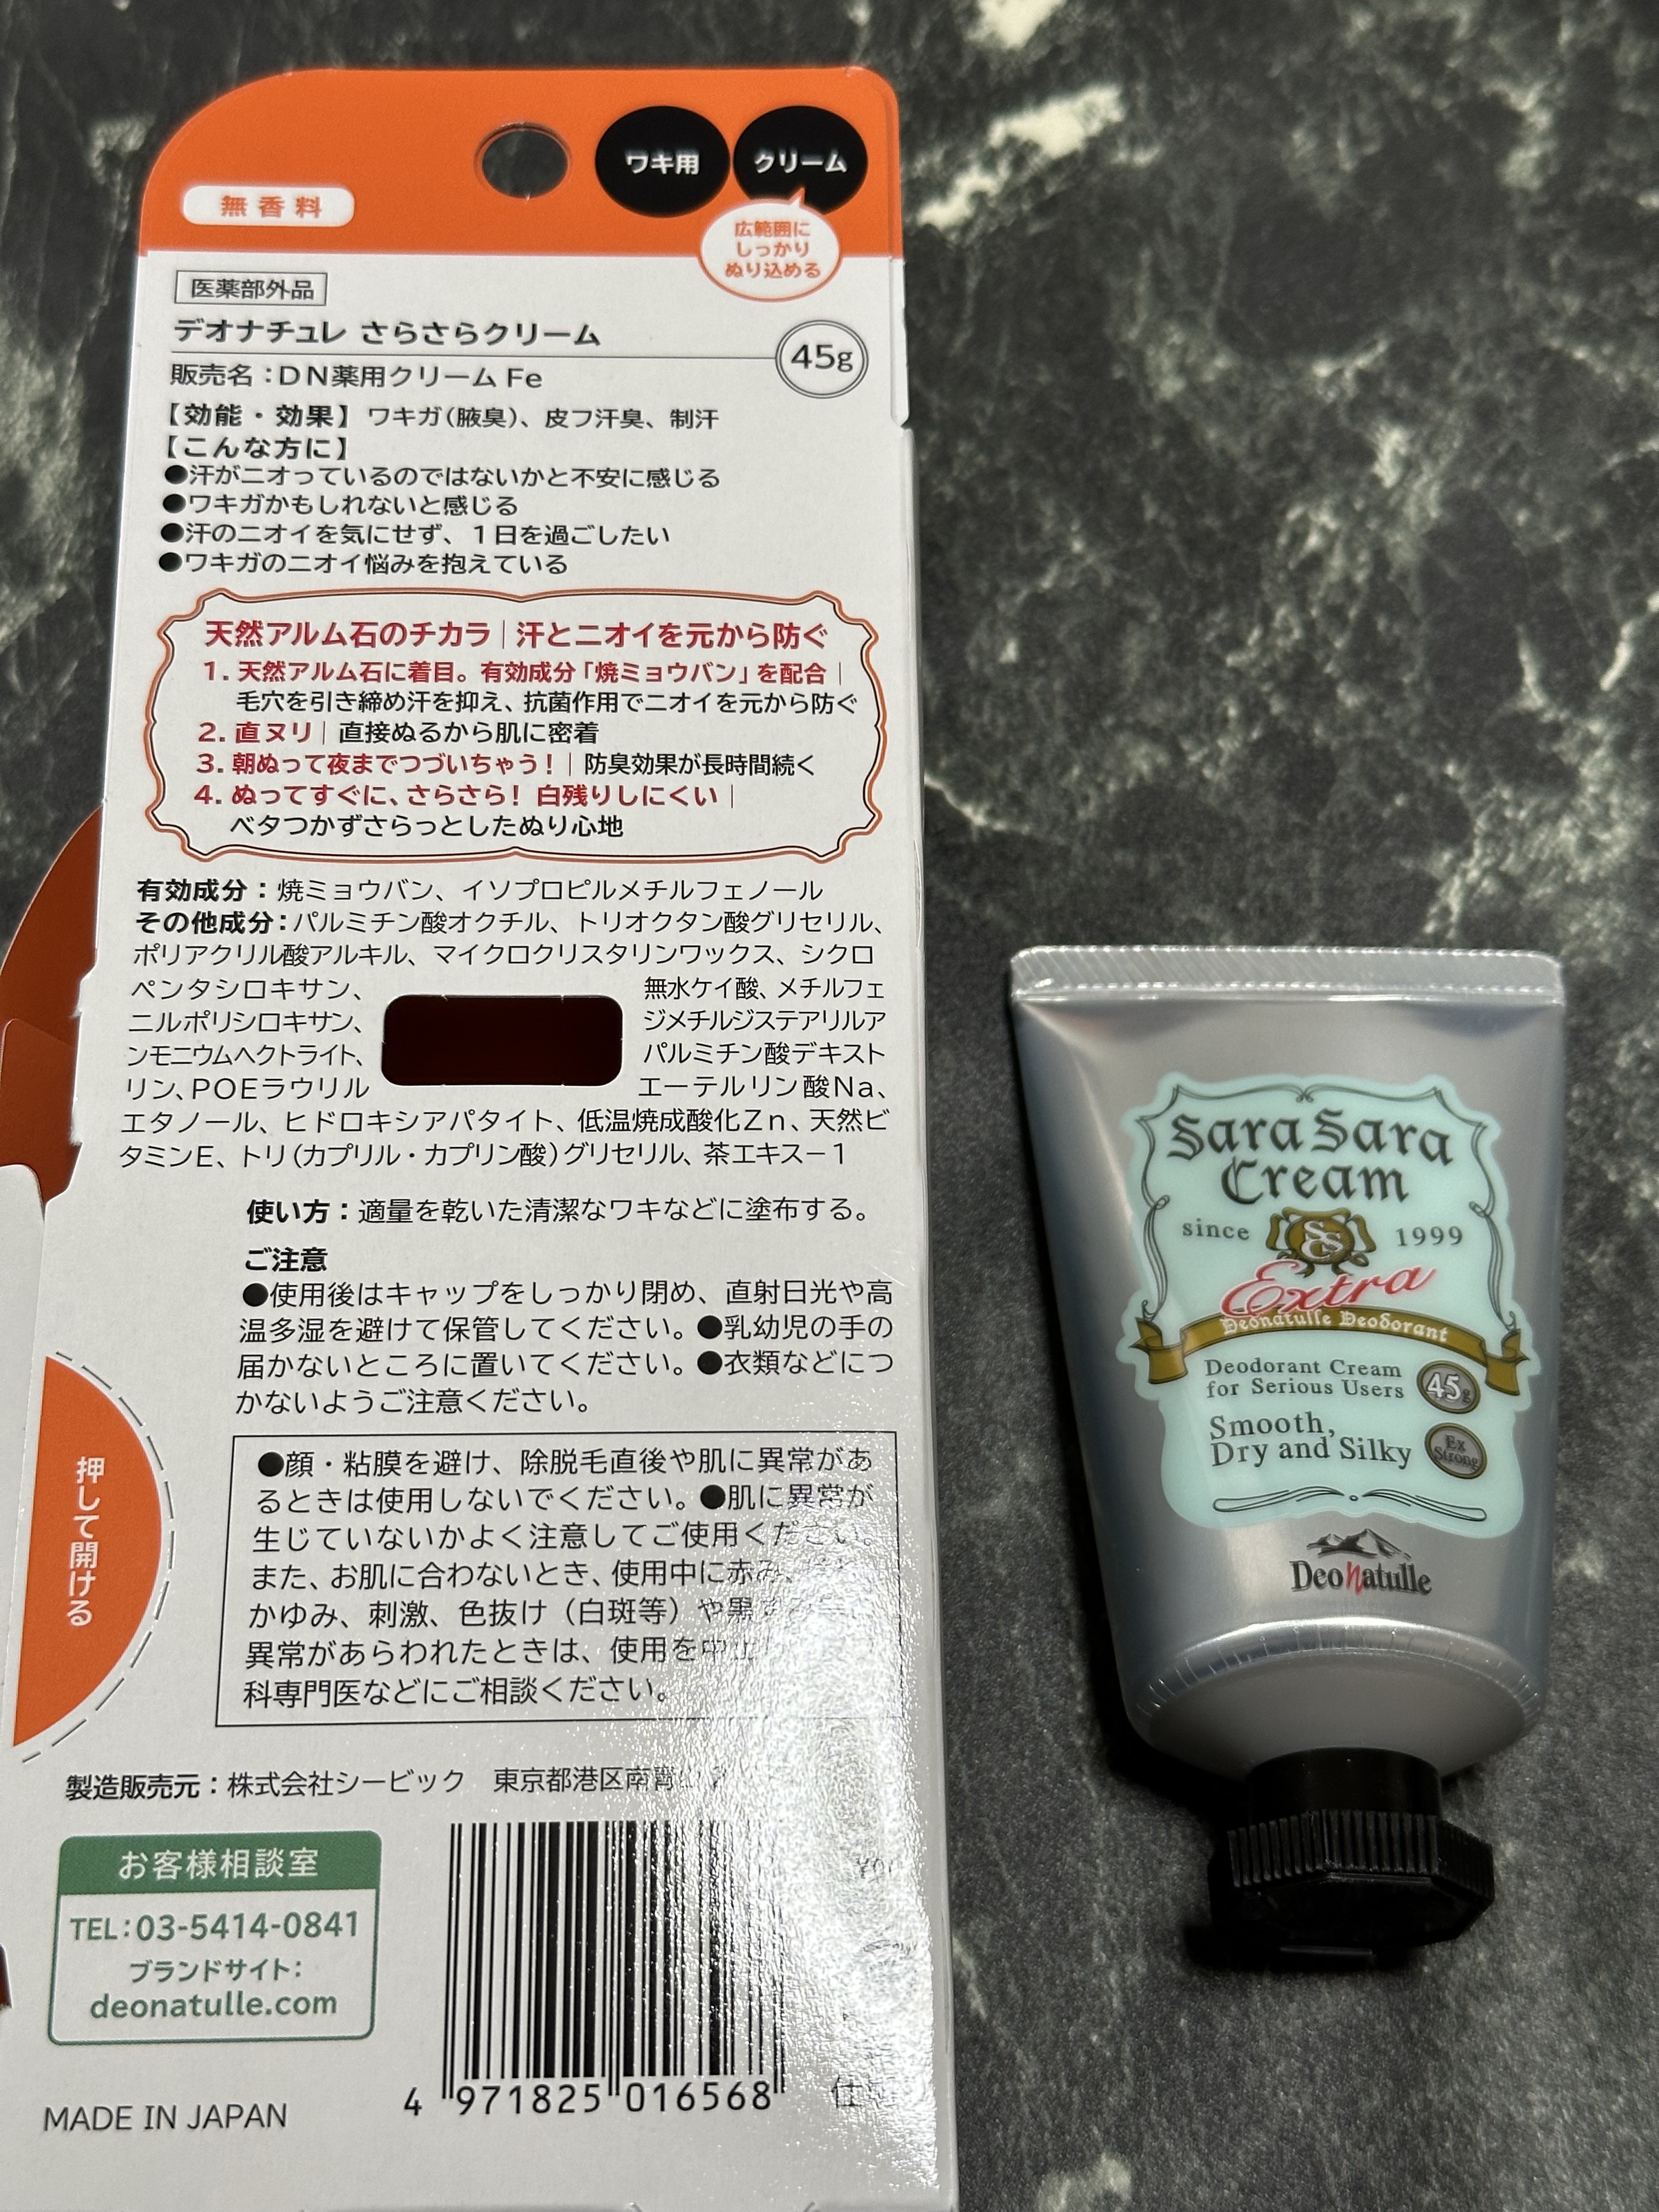 ワキ用
クリーム
無香料
広範囲に
しっかり
ぬり込める
医薬部外品
デオナチュレ さらさらクリーム
45g
販売名：DN薬用クリーム Fe
【効能・効果】ワキガ（腋臭）、皮フ汗臭、制汗
【こんな方に】
●汗がニオっているのではないかと不安に感じる
●ワキガかもしれないと感じる
●汗のニオイを気にせず、１日を過ごしたい
●ワキガのニオイ悩みを抱えている
天然アルム石のチカラ｜汗とニオイを元から防ぐ
1. 天然アルム石に着目。有効成分「焼ミョウバン」を配合｜
毛穴を引き締め汗を抑え、抗菌作用でニオイを元から防ぐ
2. 直ヌリ｜直接ぬるから肌に密着
3. 朝ぬって夜までつづいちゃう！｜防臭効果が長時間続く
4. ぬってすぐに、さらさら！ 白残りしにくい｜
ベタつかずさらっとしたぬり心地
有効成分：焼ミョウバン、イソプロピルメチルフェノール
その他成分：パルミチン酸オクチル、トリオクタン酸グリセリル、
ポリアクリル酸アルキル、マイクロクリスタリンワックス、シクロ
ペンタシロキサン、 無水ケイ酸、メチルフェ
ニルポリシロキサン、 ジメチルジステアリルア
ンモニウムヘクトライト、 パルミチン酸デキスト
リン、POEラウリル エーテルリン酸Na、
エタノール、ヒドロキシアパタイト、低温焼成酸化Zn、天然ビ
タミンE、トリ（カプリル・カプリン酸）グリセリル、茶エキス－1
使い方：適量を乾いた清潔なワキなどに塗布する。
ご注意
●使用後はキャップをしっかり閉め、直射日光や高
温多湿を避けて保管してください。●乳幼児の手の
届かないところに置いてください。●衣類などにつ
かないようご注意ください。
●顔・粘膜を避け、除脱毛直後や肌に異常があ
るときは使用しないでください。●肌に異常が
生じていないかよく注意してご使用ください。
また、お肌に合わないとき、使用中に赤み、
かゆみ、刺激、色抜け（白斑等）や黒
異常があらわれたときは、使用を中止
科専門医などにご相談ください。
押して開ける
製造販売元：株式会社シービック 東京都港区南青
お客様相談室
TEL：03-5414-0841
ブランドサイト：
deonatulle.com
MADE IN JAPAN
4 971825 016568
Sara Sara
Cream
since SS 1999
Extra
Deonatulle Deodorant
Deodorant Cream
for Serious Users
45g
Smooth,
Dry and Silky
Ex
Strong
Deonatulle